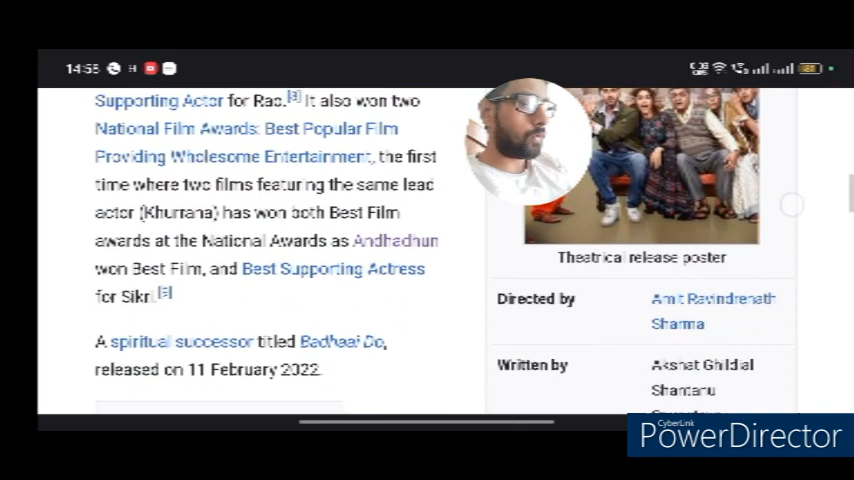 14:58
H
Supporting Actor for Rao.[3] It also won two
National Film Awards: Best Popular Film
Providing Wholesome Entertainment, the first
time where two films featuring the same lead
actor (Khurrana) has won both Best Film
awards at the National Awards as Andhadhun
won Best Film, and Best Supporting Actress
for Sikri.
A spiritual successor titled Badhaai Do,
released on 11 February 2022.
Theatrical release poster
Directed by Amit Ravindrenath
Sharma
Written by Akshat Ghildial
Shantanu
CyberLink
PowerDirector